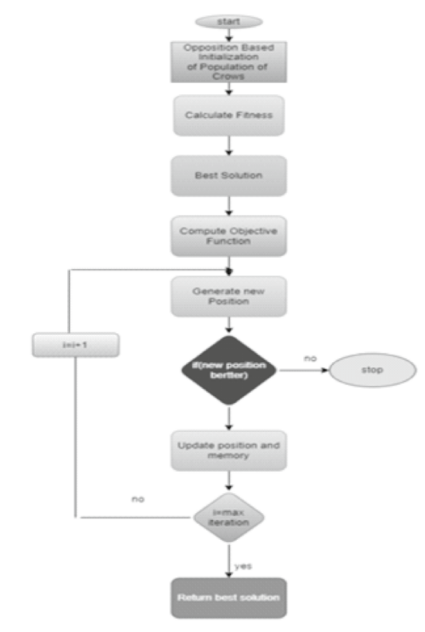 start
Opposition Based
Initialization
of Population of
Crows
Calculate Fitness
Best Solution
Compute Objective
Function
Generate new
Position
if(new position
bertter)
no
stop
Update position and
memory
i=max
iteration
no
yes
Return best solution